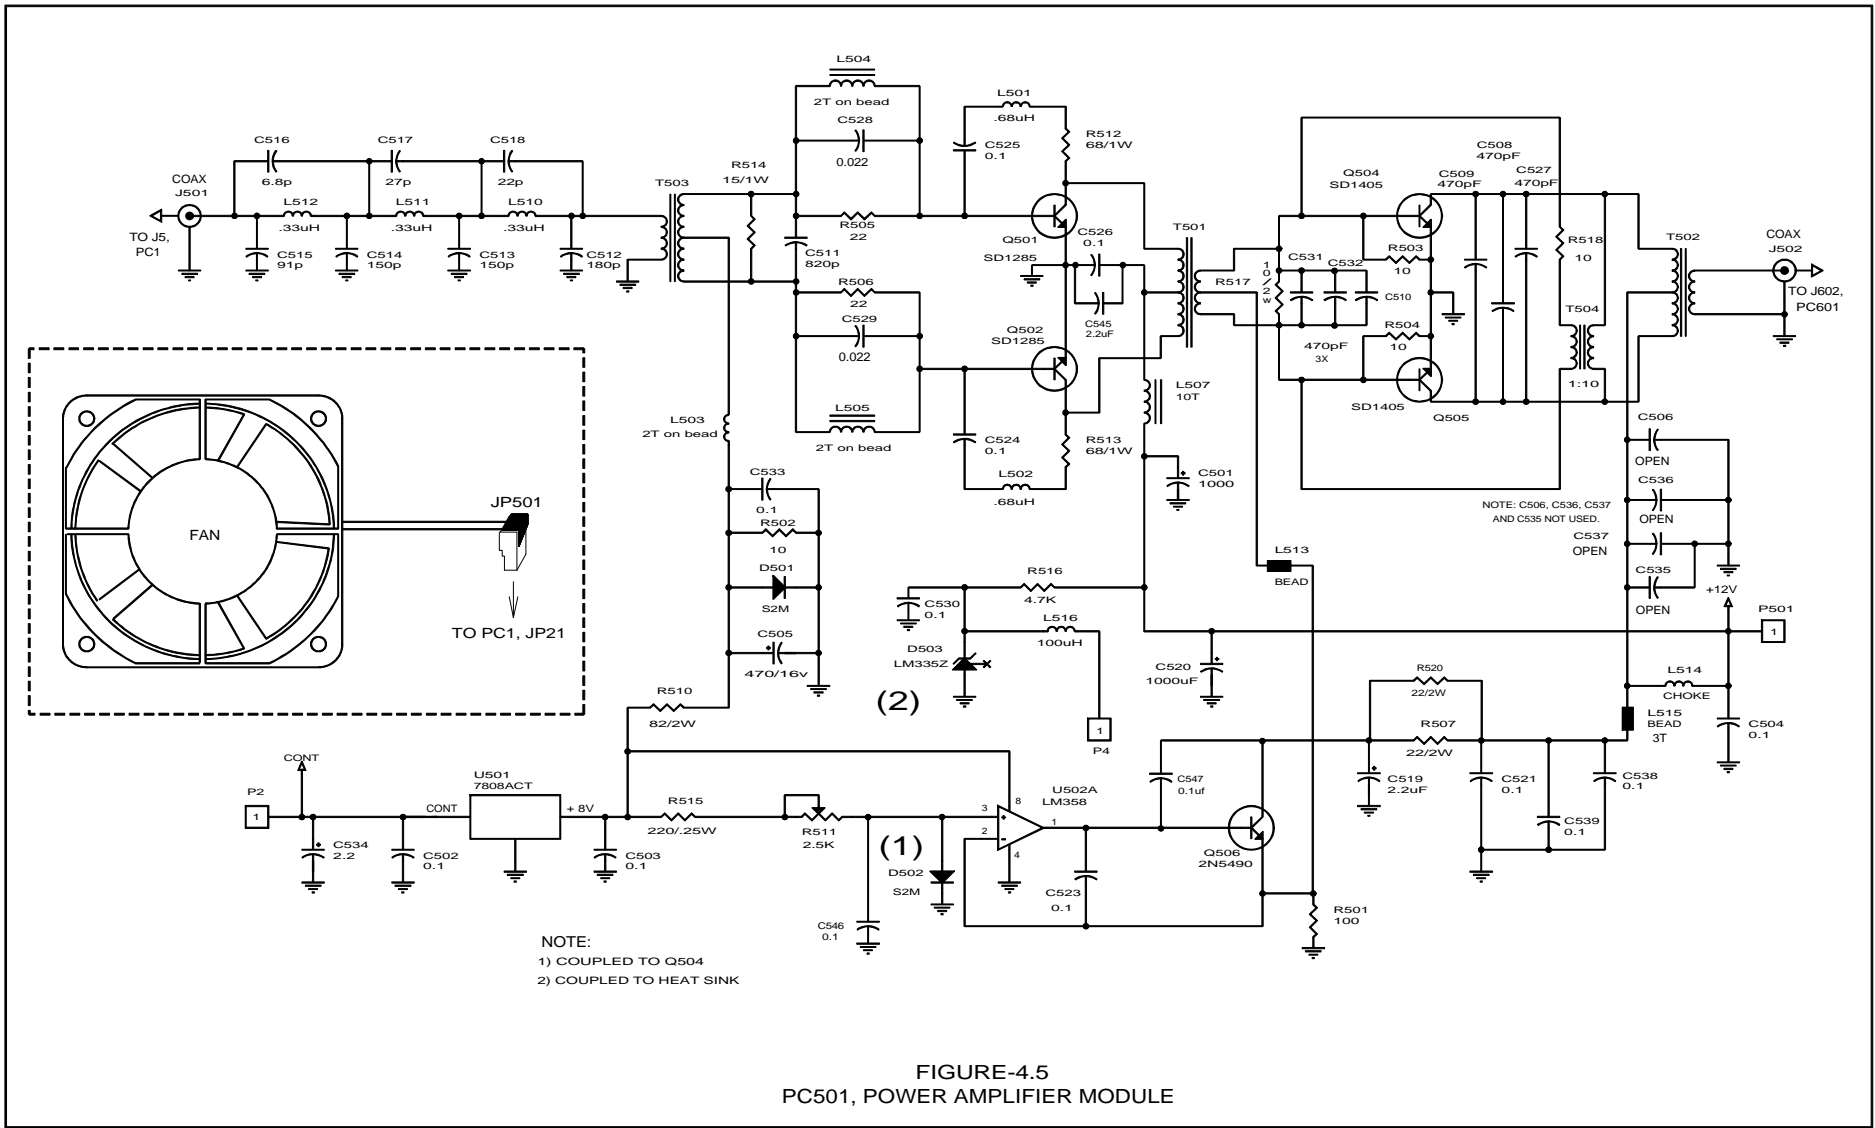 L504
2T on bead
C528
0.022
L501
.68uH
C525
0.1
R512
68/1W
C516
6.8p
C517
27p
C518
22p
COAX
J501
TO J5,
PC1
L512
.33uH
L511
.33uH
L510
.33uH
C515
91p
C514
150p
C513
150p
C512
180p
T503
R514
15/1W
R505
22
C511
820p
R506
22
C529
0.022
L505
2T on bead
Q501
SD1285
C526
0.1
C545
2.2uF
Q502
SD1285
T501
R517
10/2w
C531
C532
C510
470pF
3X
Q504
SD1405
R503
10
R504
10
SD1405
Q505
C508
470pF
C509
470pF
C527
470pF
R518
10
T504
1:10
T502
COAX
J502
TO J602,
PC601
L503
2T on bead
C524
0.1
L502
.68uH
R513
68/1W
L507
10T
C501
1000
C506
OPEN
C536
OPEN
C537
OPEN
C535
OPEN
NOTE: C506, C536, C537
AND C535 NOT USED.
+12V
P501
1
FAN
JP501
TO PC1, JP21
C533
0.1
R502
10
D501
S2M
C505
470/16v
R510
82/2W
C530
0.1
R516
4.7K
L516
100uH
D503
LM335Z
(2)
1
P4
L513
BEAD
C520
1000uF
R520
22/2W
R507
22/2W
L514
CHOKE
L515
BEAD
3T
C504
0.1
C519
2.2uF
C521
0.1
C538
0.1
C539
0.1
CONT
P2
1
CONT
U501
7808ACT
+ 8V
C534
2.2
C502
0.1
C503
0.1
R515
220/.25W
R511
2.5K
(1)
D502
S2M
C546
0.1
3
2
8
4
1
U502A
LM358
C547
0.1uf
C523
0.1
Q506
2N5490
R501
100
NOTE:
1) COUPLED TO Q504
2) COUPLED TO HEAT SINK
FIGURE-4.5
PC501, POWER AMPLIFIER MODULE